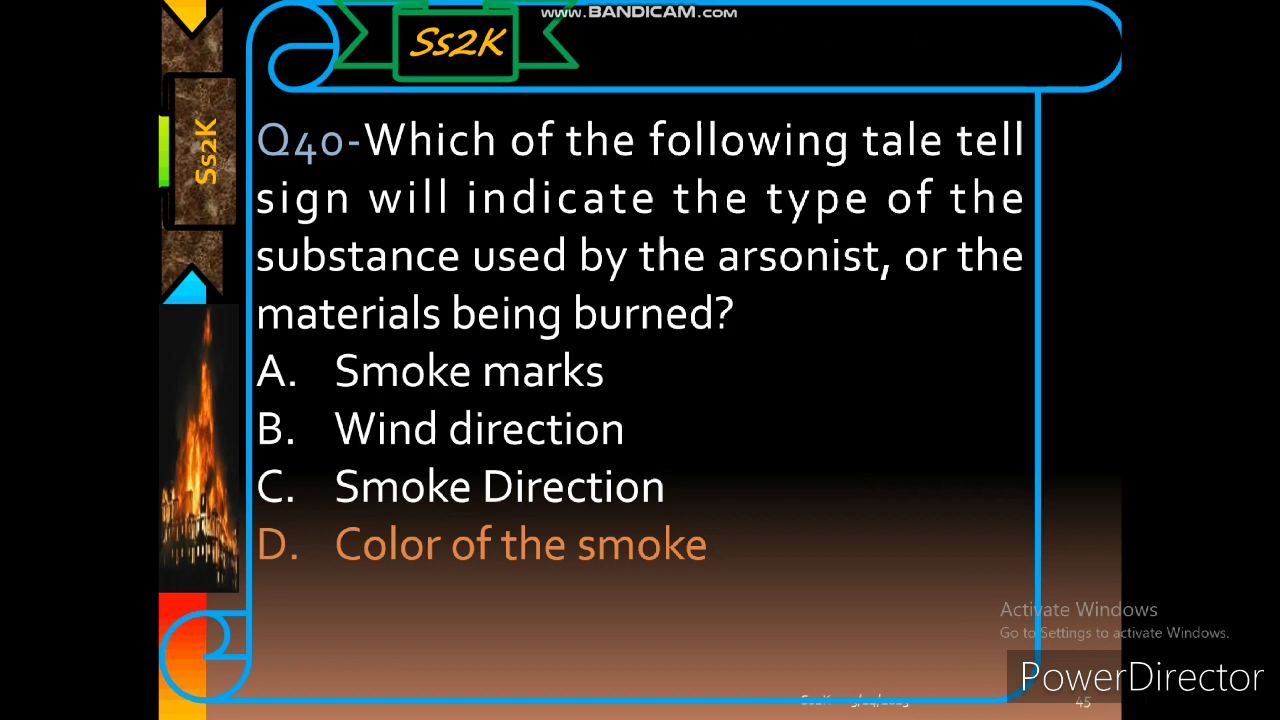 www.BANDICAM.com
Ss2K
Ss2K
Q40-Which of the following tale tell
sign will indicate the type of the
substance used by the arsonist, or the
materials being burned?
A. Smoke marks
B. Wind direction
C. Smoke Direction
D. Color of the smoke
Activate Windows
Go to Settings to activate Windows.
PowerDirector
Ss2K
45